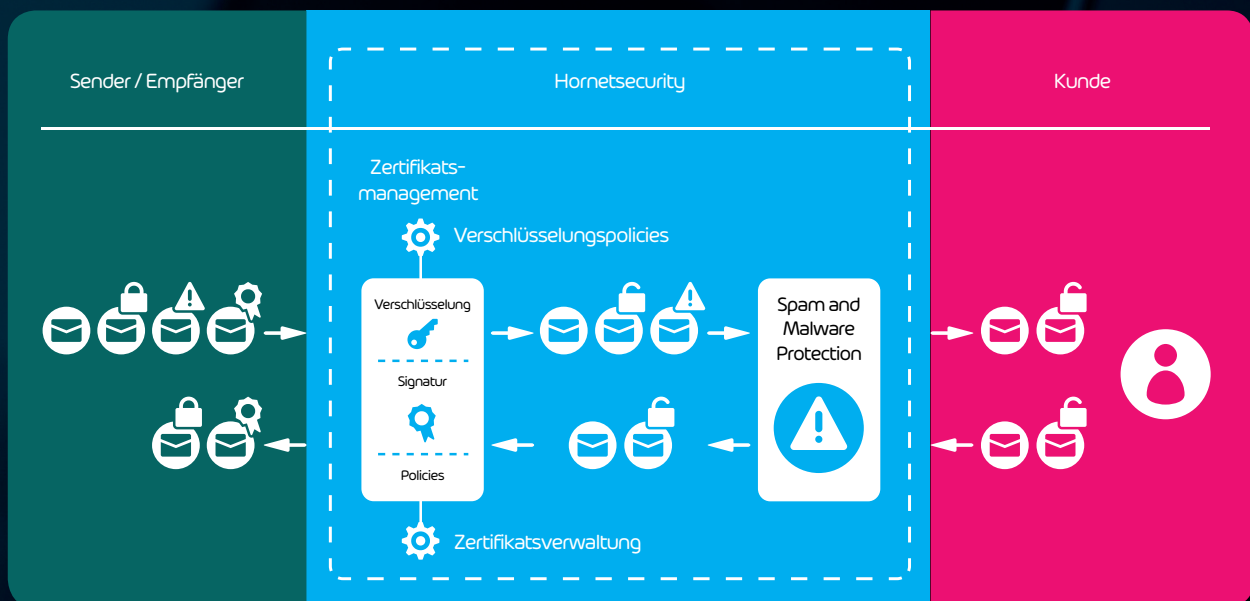 Sender / Empfänger
Hornetsecurity
Kunde
Zertifikats-
management
Verschlüsselungspolicies
Verschlüsselung
Signatur
Policies
Spam and
Malware
Protection
Zertifikatsverwaltung